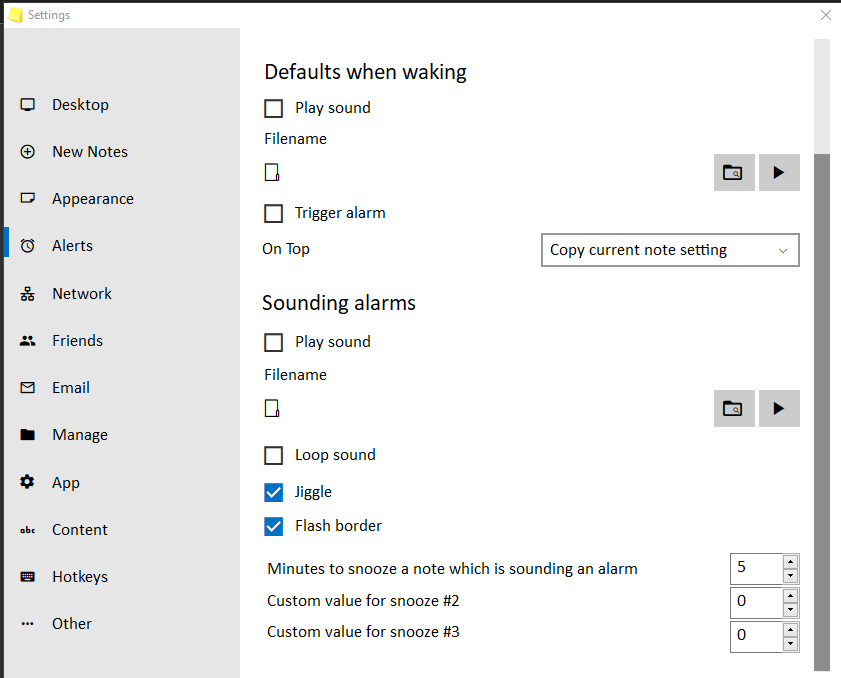 Settings
Desktop
New Notes
Appearance
Alerts
Network
Friends
Email
Manage
App
abc Content
Hotkeys
Other
Defaults when waking
Play sound
Filename
Trigger alarm
On Top Copy current note setting
Sounding alarms
Play sound
Filename
Loop sound
Jiggle
Flash border
Minutes to snooze a note which is sounding an alarm 5
Custom value for snooze #2 0
Custom value for snooze #3 0